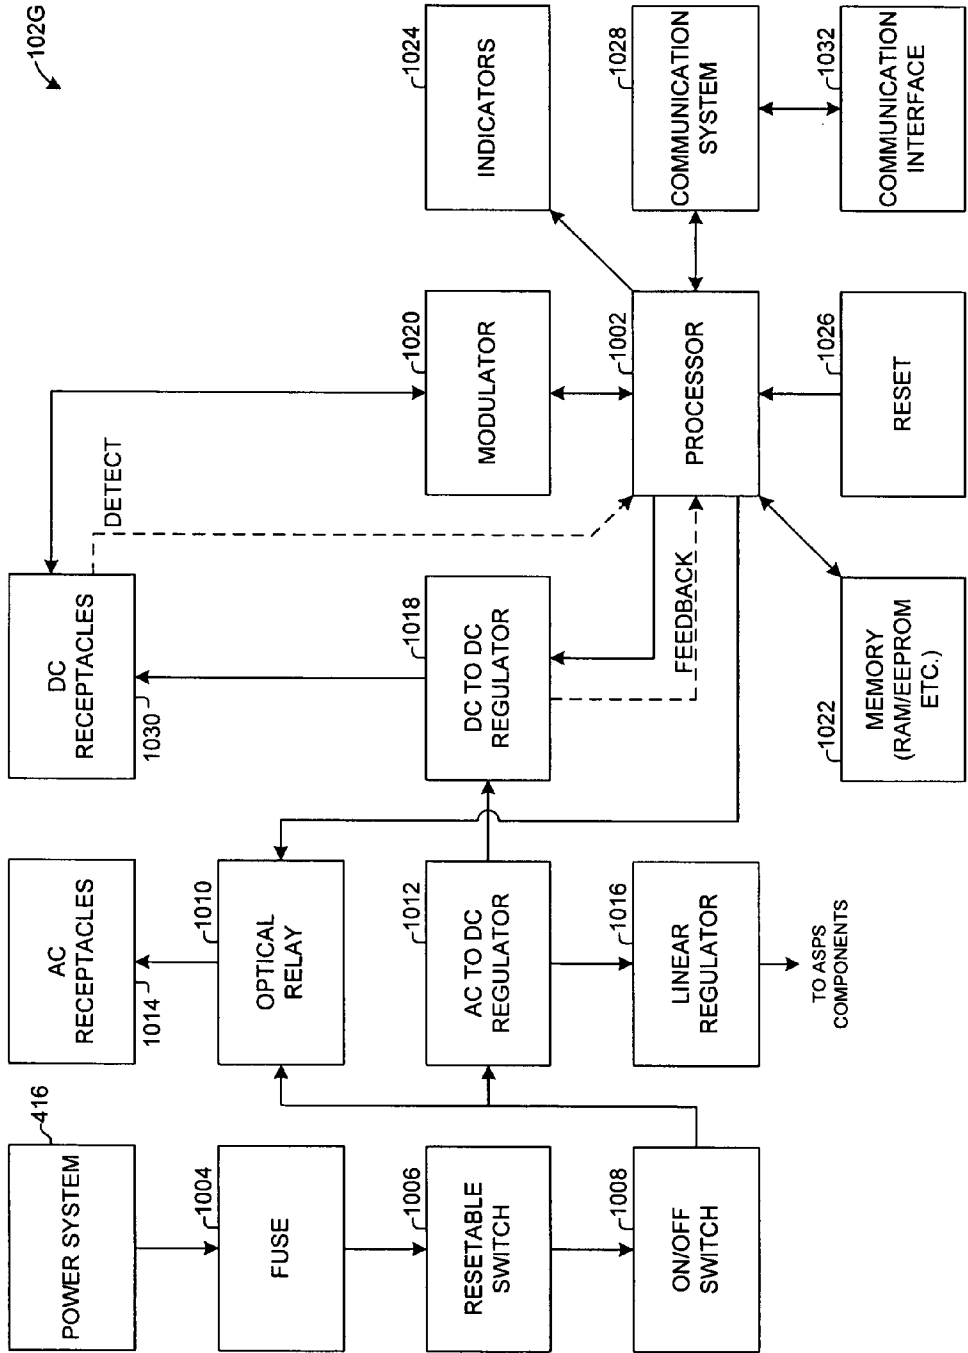 102G
POWER SYSTEM
416
FUSE
1004
RESETABLE
SWITCH
1006
ON/OFF
SWITCH
1008
AC
RECEPTACLES
1014
OPTICAL
RELAY
1010
AC TO DC
REGULATOR
1012
LINEAR
REGULATOR
1016
TO ASPS
COMPONENTS
DC
RECEPTACLES
1030
DETECT
DC TO DC
REGULATOR
1018
FEEDBACK
MEMORY
(RAM/EEPROM
ETC.)
1022
MODULATOR
1020
PROCESSOR
1002
RESET
1026
INDICATORS
1024
COMMUNICATION
SYSTEM
1028
COMMUNICATION
INTERFACE
1032